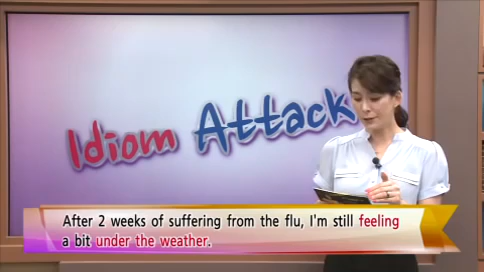 Idiom Attack
After 2 weeks of suffering from the flu, I'm still feeling
a bit under the weather.